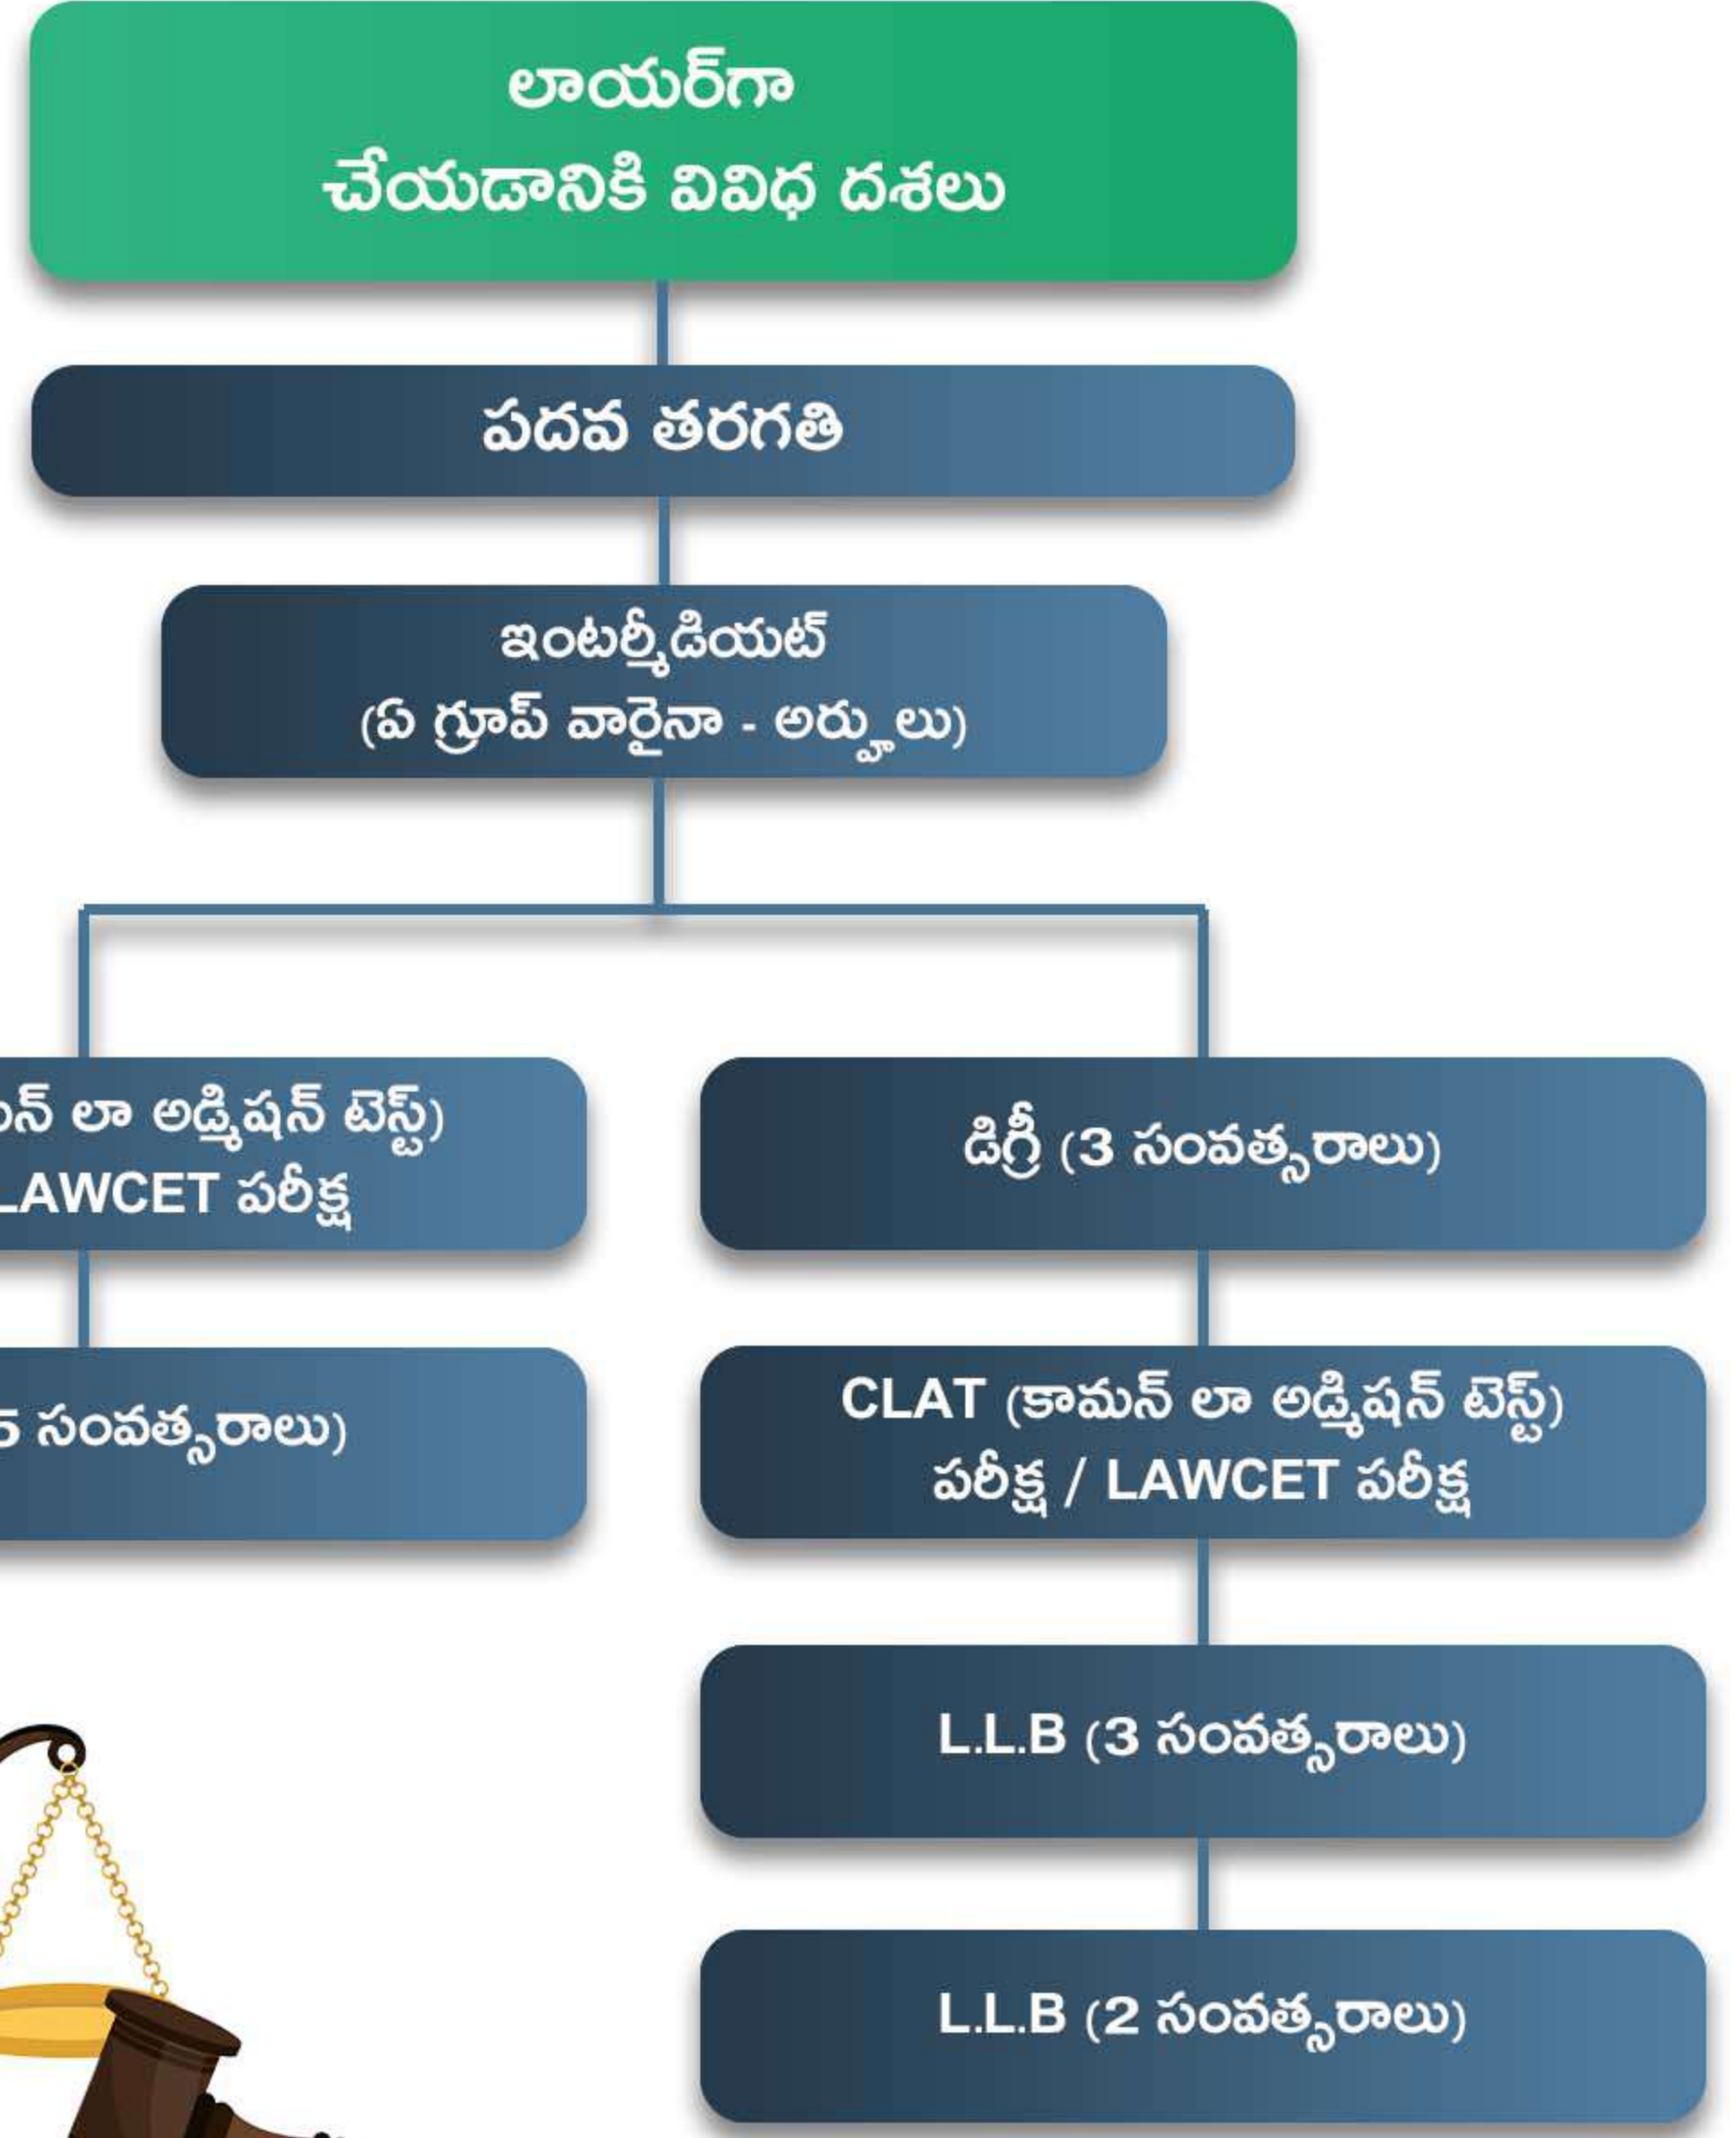 లాయర్‌గా
చేయడానికి వివిధ దశలు
పదవ తరగతి
ఇంటర్మీడియట్
(ఏ గ్రూప్ వారైనా - అర్హులు)
లా అడ్మిషన్ టెస్ట్)
LAWCET పరీక్ష
5 సంవత్సరాలు)
డిగ్రీ (3 సంవత్సరాలు)
CLAT (కామన్ లా అడ్మిషన్ టెస్ట్)
పరీక్ష / LAWCET పరీక్ష
L.L.B (3 సంవత్సరాలు)
L.L.B (2 సంవత్సరాలు)